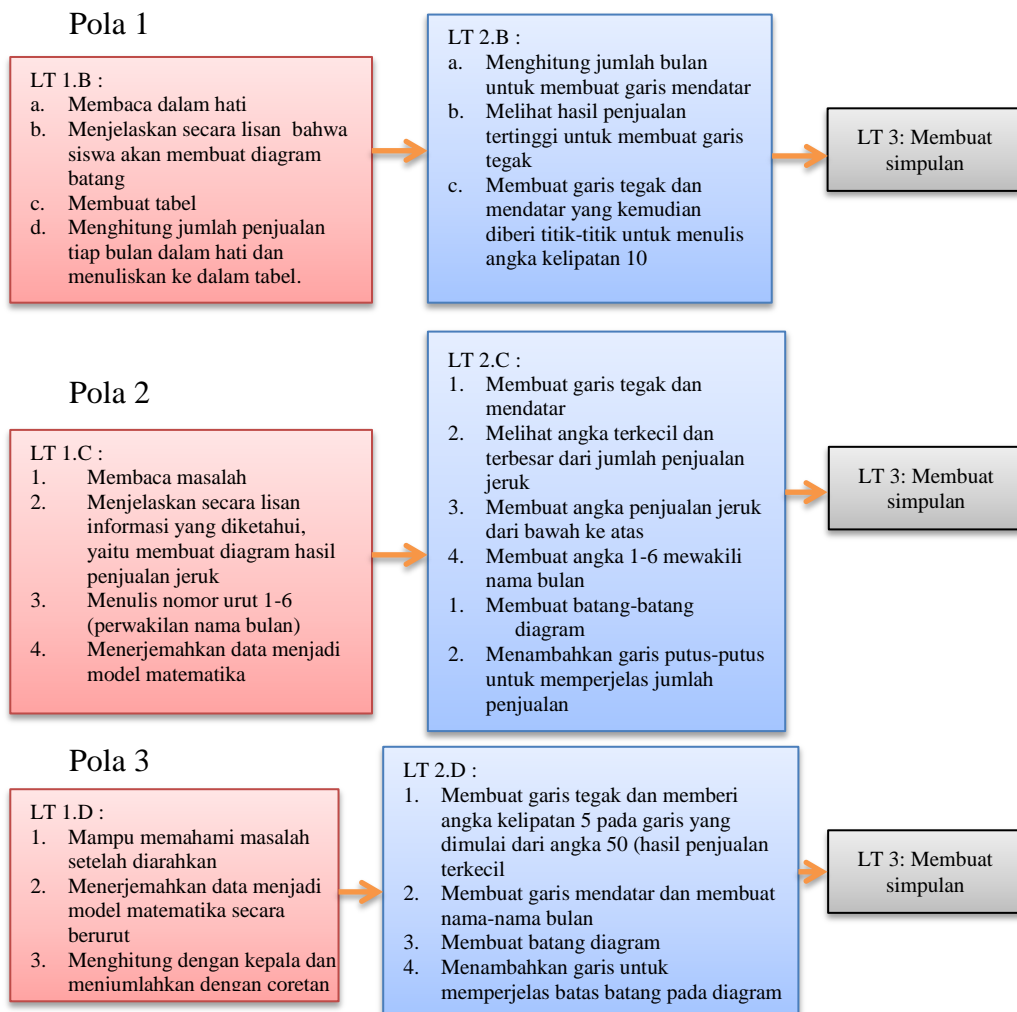 Pola 1
LT 1.B :
a. Membaca dalam hati
b. Menjelaskan secara lisan bahwa
siswa akan membuat diagram
batang
c. Membuat tabel
d. Menghitung jumlah penjualan
tiap bulan dalam hati dan
menuliskan ke dalam tabel.
LT 2.B :
a. Menghitung jumlah bulan
untuk membuat garis mendatar
b. Melihat hasil penjualan
tertinggi untuk membuat garis
tegak
c. Membuat garis tegak dan
mendatar yang kemudian
diberi titik-titik untuk menulis
angka kelipatan 10
LT 3: Membuat
simpulan
Pola 2
LT 1.C :
1. Membaca masalah
2. Menjelaskan secara lisan
informasi yang diketahui,
yaitu membuat diagram hasil
penjualan jeruk
3. Menulis nomor urut 1-6
(perwakilan nama bulan)
4. Menerjemahkan data menjadi
model matematika
LT 2.C :
1. Membuat garis tegak dan
mendatar
2. Melihat angka terkecil dan
terbesar dari jumlah penjualan
jeruk
3. Membuat angka penjualan jeruk
dari bawah ke atas
4. Membuat angka 1-6 mewakili
nama bulan
1. Membuat batang-batang
diagram
2. Menambahkan garis putus-putus
untuk memperjelas jumlah
penjualan
LT 3: Membuat
simpulan
Pola 3
LT 1.D :
1. Mampu memahami masalah
setelah diarahkan
2. Menerjemahkan data menjadi
model matematika secara
berurut
3. Menghitung dengan kepala dan
menjumlahkan dengan coretan
LT 2.D :
1. Membuat garis tegak dan memberi
angka kelipatan 5 pada garis yang
dimulai dari angka 50 (hasil penjualan
terkecil
2. Membuat garis mendatar dan membuat
nama-nama bulan
3. Membuat batang diagram
4. Menambahkan garis untuk
memperjelas batas batang pada diagram
LT 3: Membuat
simpulan